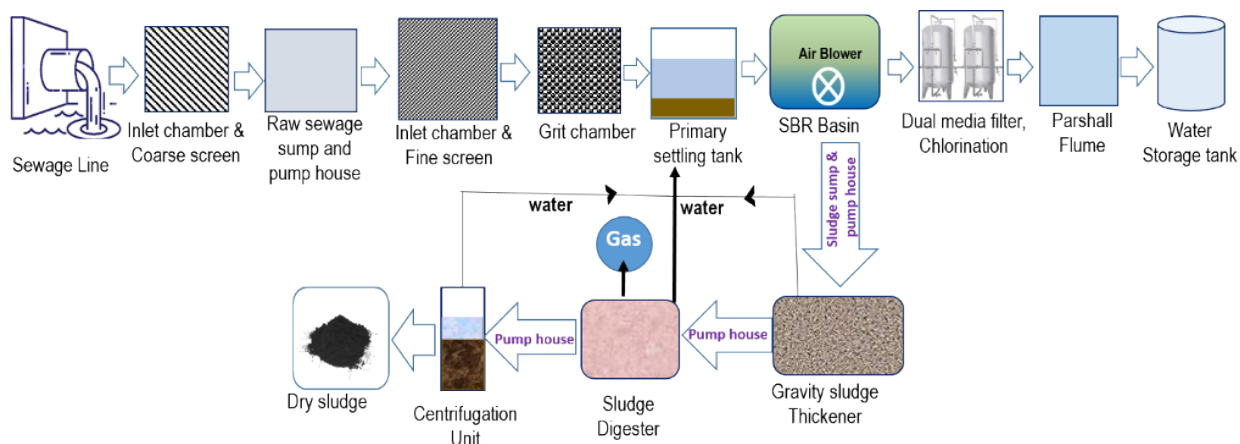 Sewage Line
Inlet chamber &
Coarse screen
Raw sewage
sump and
pump house
Inlet chamber &
Fine screen
Grit chamber
Primary
settling tank
Air Blower
SBR Basin
Dual media filter,
Chlorination
Parshall
Flume
Water
Storage tank
water
water
Sludge sump &
pump house
Gas
Pump house
Pump house
Dry sludge
Centrifugation
Unit
Sludge
Digester
Gravity sludge
Thickener